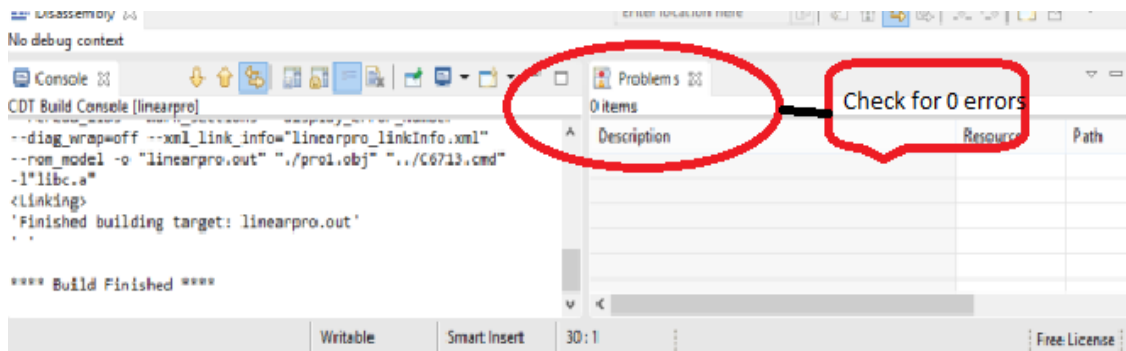 Disassembly
Enter location here
No debug context
Console
CDT Build Console [linearpro]
--diag_wrap=off --xml_link_info="linearpro_linkInfo.xml"
--rom_model -o "linearpro.out" "./pro1.obj" "../C6713.cmd"
-l"libc.a"
<Linking>
'Finished building target: linearpro.out'
' '
**** Build Finished ****
Problems
0 items
Description
Resource
Path
Check for 0 errors
Writable
Smart Insert
30 : 1
Free License